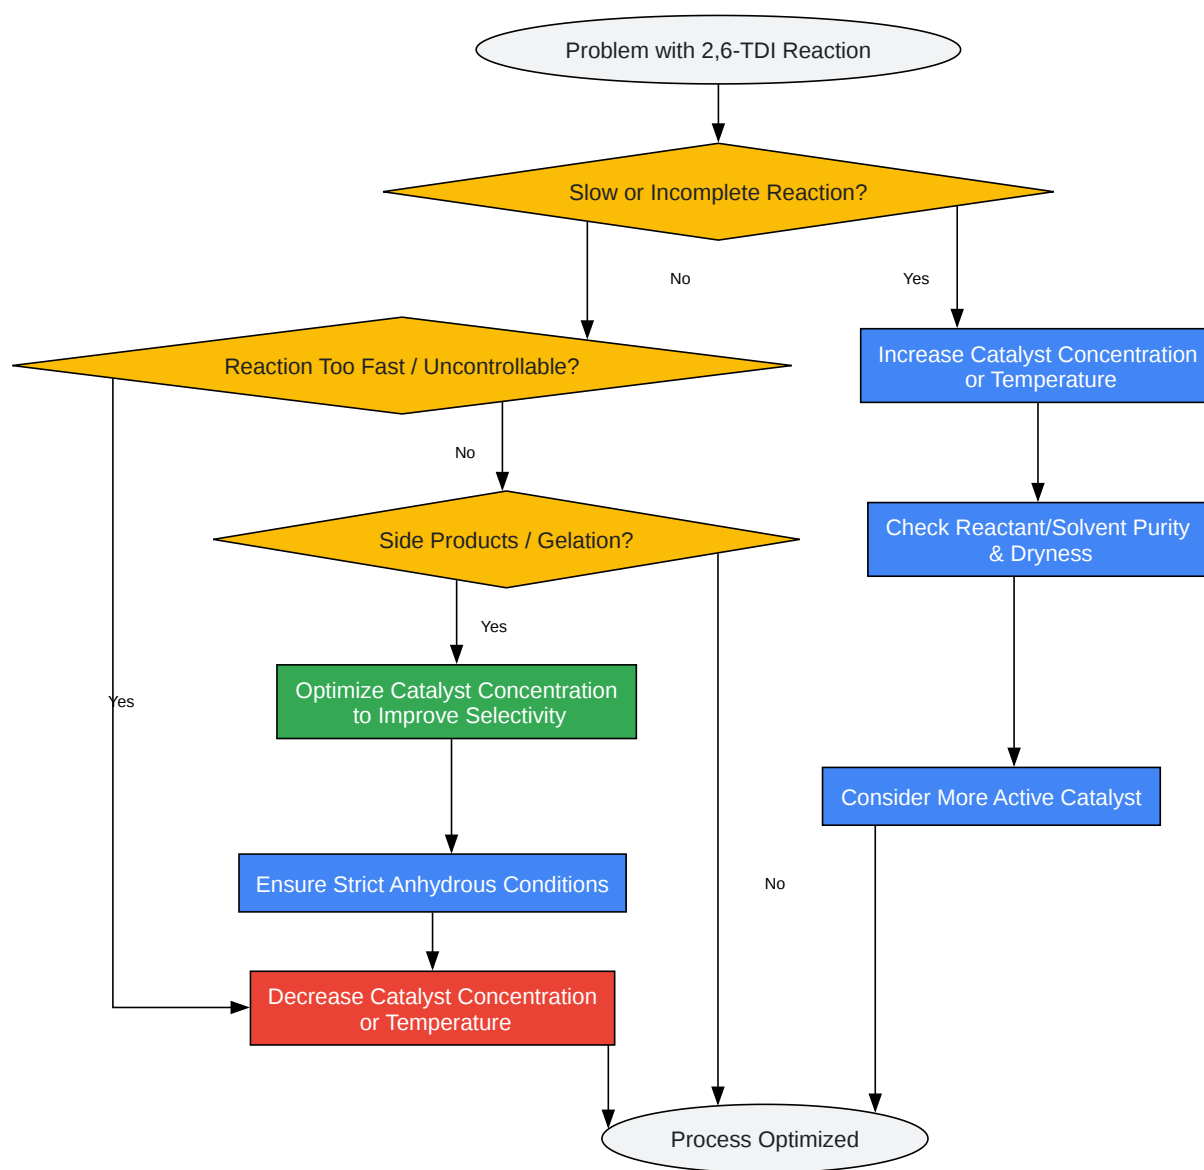 Problem with 2,6-TDI Reaction
Slow or Incomplete Reaction?
No
Yes
Reaction Too Fast / Uncontrollable?
Increase Catalyst Concentration
or Temperature
No
Side Products / Gelation?
Check Reactant/Solvent Purity
& Dryness
Yes
Optimize Catalyst Concentration
to Improve Selectivity
Yes
Consider More Active Catalyst
Ensure Strict Anhydrous Conditions
No
Decrease Catalyst Concentration
or Temperature
Process Optimized